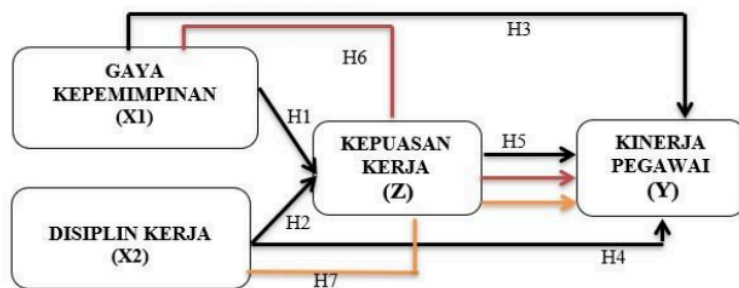 H3
H6
GAYA
KEPEMIMPINAN
(X1)
H1
KEPUASAN
KERJA
(Z)
H5
KINERJA
PEGAWAI
(Y)
H2
DISIPLIN KERJA
(X2)
H4
H7